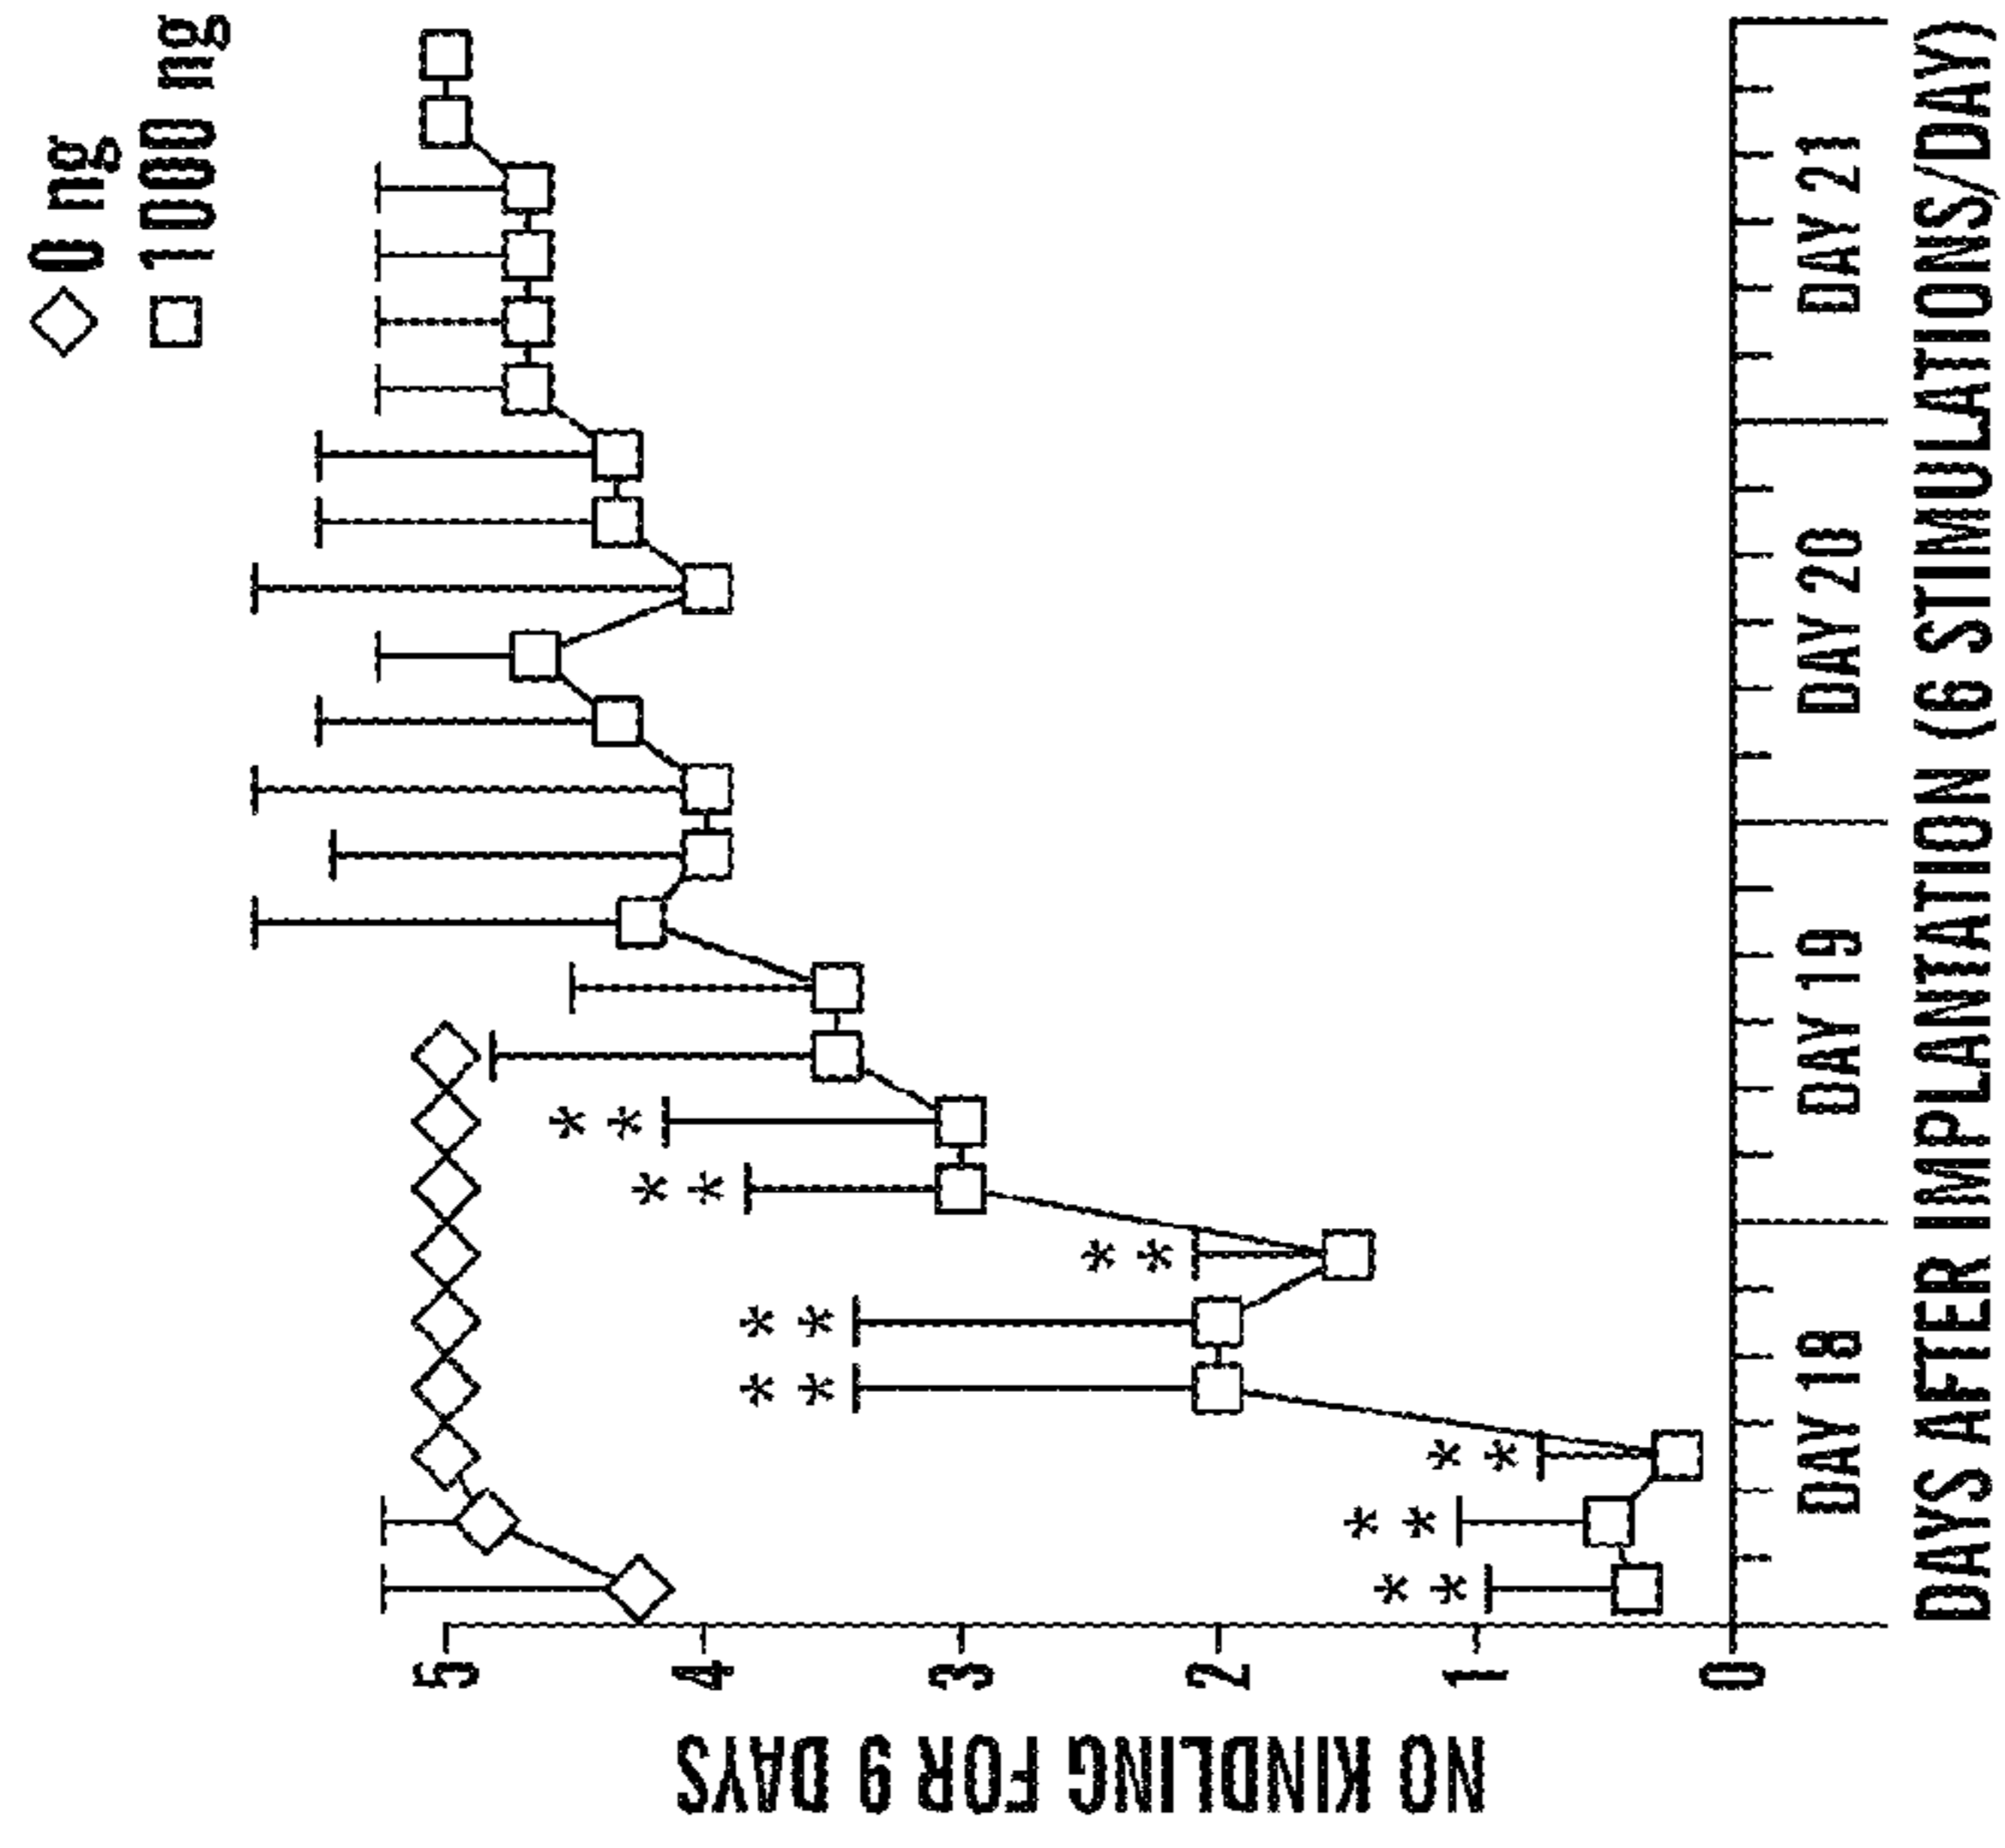 0 ng
1000 ng
NO KINDLING FOR 9 DAYS
5
4
3
2
1
0
* *
* *
* *
* *
* *
* *
* *
* *
DAY 18
DAY 19
DAY 20
DAY 21
DAYS AFTER IMPLANTATION (6 STIMULATIONS/DAY)